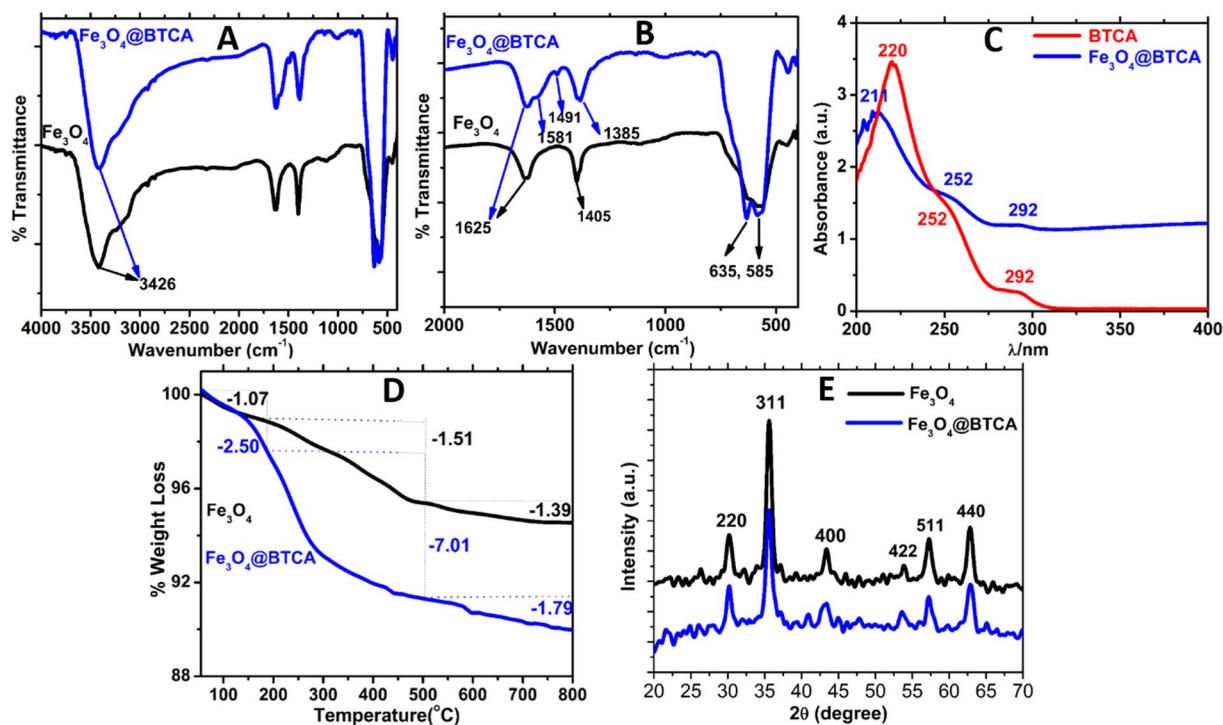 A
Fe₃O₄@BTCA
Fe₃O₄
3426
% Transmittance
4000 3500 3000 2500 2000 1500 1000 500
Wavenumber (cm⁻¹)
B
Fe₃O₄@BTCA
Fe₃O₄
1491
1581
1385
1625
1405
635, 585
% Transmittance
2000 1500 1000 500
Wavenumber (cm⁻¹)
C
BTCA
Fe₃O₄@BTCA
220
211
252
252
292
292
Absorbance (a.u.)
5
4
3
2
1
0
200 250 300 350 400
λ/nm
D
100
96
92
88
-1.07
-1.51
-2.50
-1.39
Fe₃O₄
-7.01
Fe₃O₄@BTCA
-1.79
% Weight Loss
100 200 300 400 500 600 700 800
Temperature(°C)
E
Fe₃O₄
Fe₃O₄@BTCA
311
220
400
422
511
440
Intensity (a.u.)
20 25 30 35 40 45 50 55 60 65 70
2θ (degree)